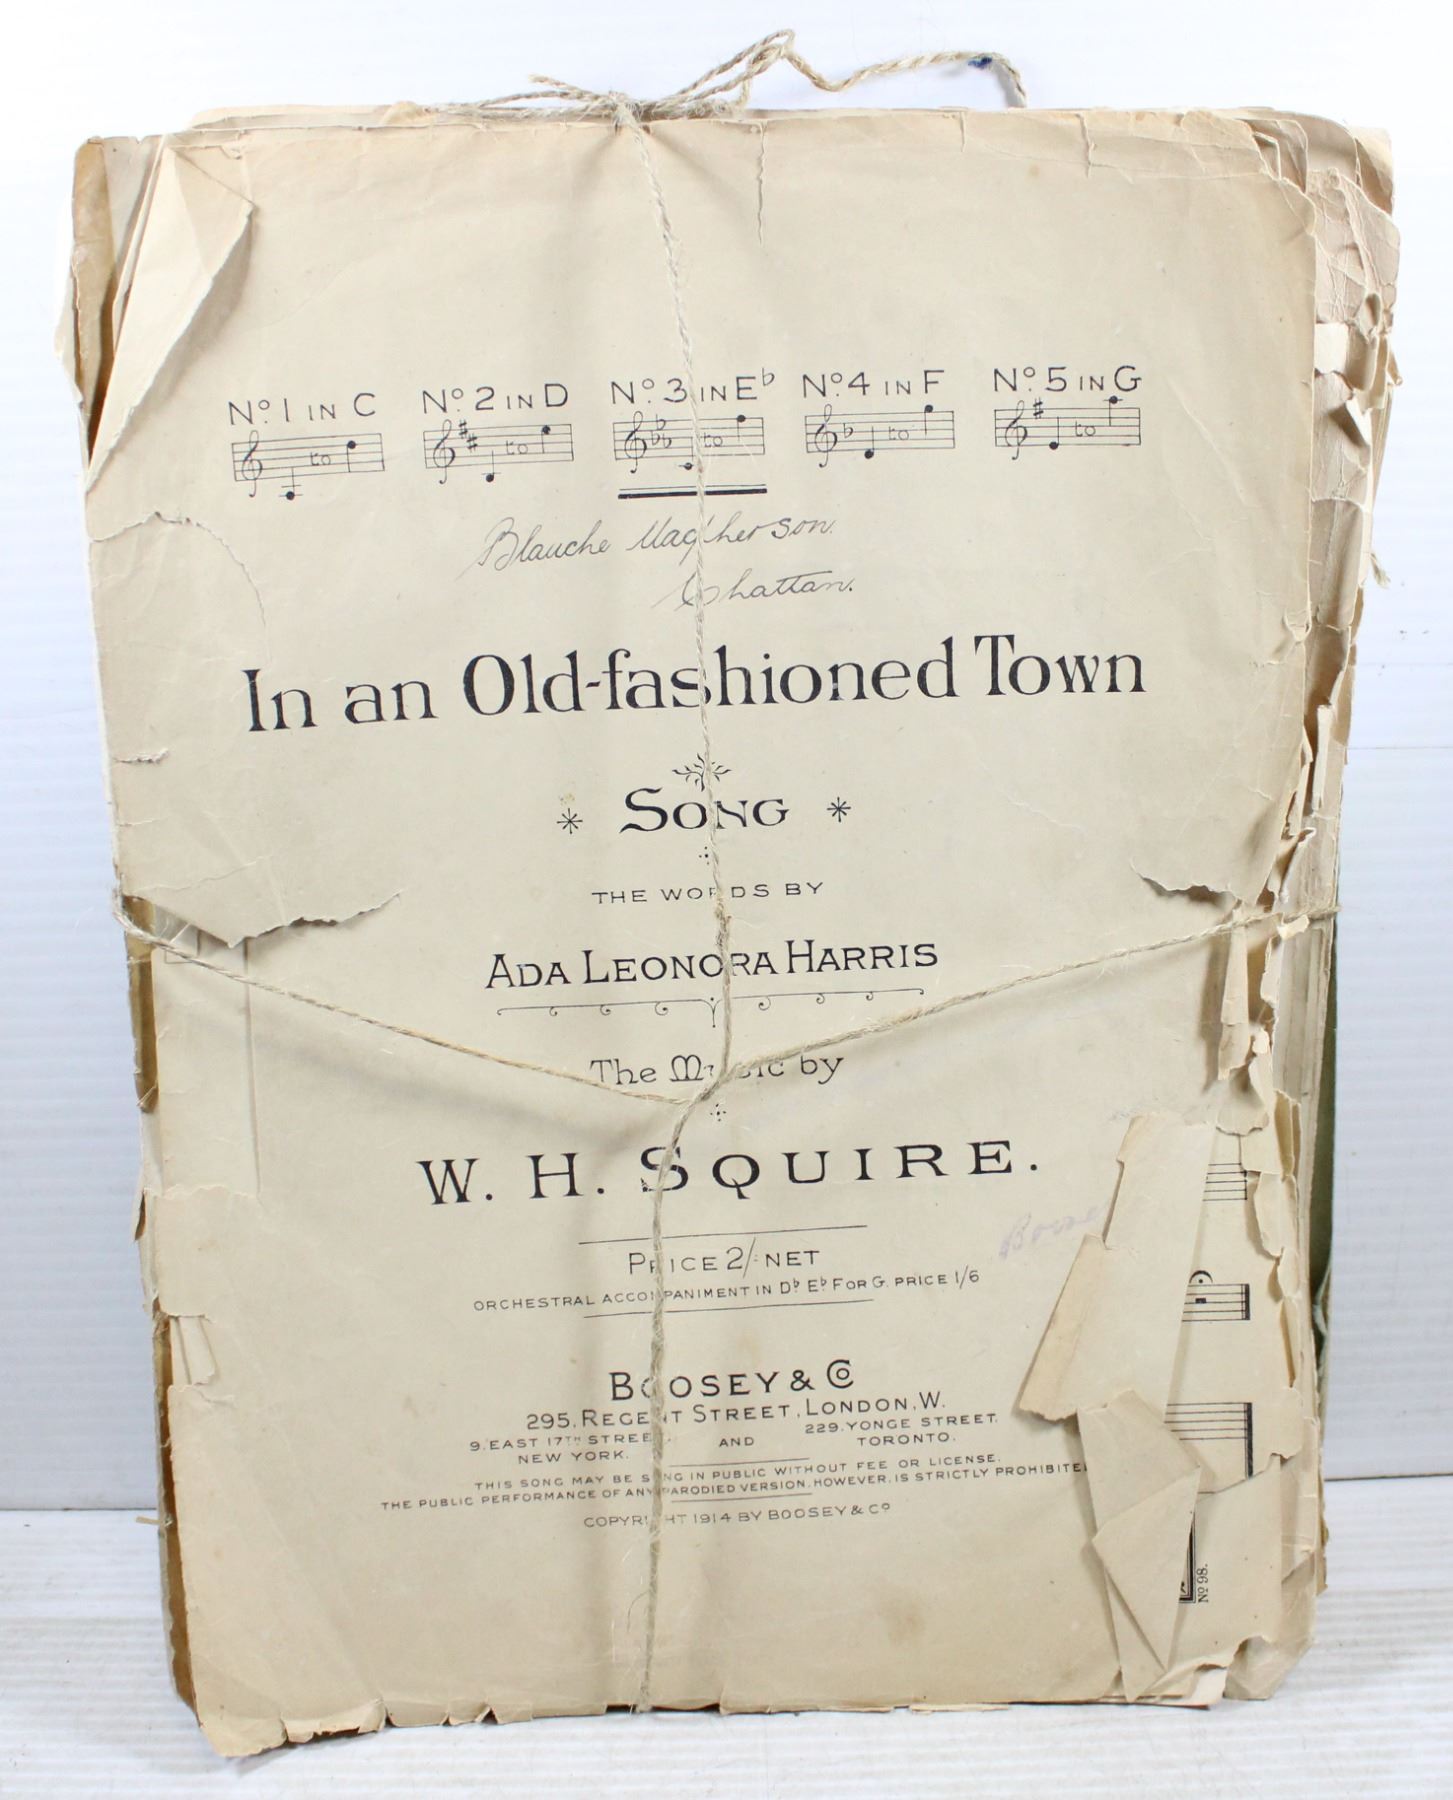 No. 1 IN C No. 2 IN D No. 3 IN E♭ No. 4 IN F No. 5 IN G
to to to to to
Blanche MacPherson.
Chattan.
In an Old-fashioned Town
* SONG *
THE WORDS BY
ADA LEONORA HARRIS
The Music by
W. H. SQUIRE.
PRICE 2/- NET
ORCHESTRAL ACCOMPANIMENT IN D♭ E♭ F OR G. PRICE 1/6
BOOSEY & Co
295, REGENT STREET, LONDON, W.
9. EAST 17TH STREET, AND 229. YONGE STREET,
NEW YORK. TORONTO.
THIS SONG MAY BE SUNG IN PUBLIC WITHOUT FEE OR LICENSE.
THE PUBLIC PERFORMANCE OF ANY PARODIED VERSION, HOWEVER, IS STRICTLY PROHIBITE
COPYRIGHT 1914 BY BOOSEY & Co
No 98.